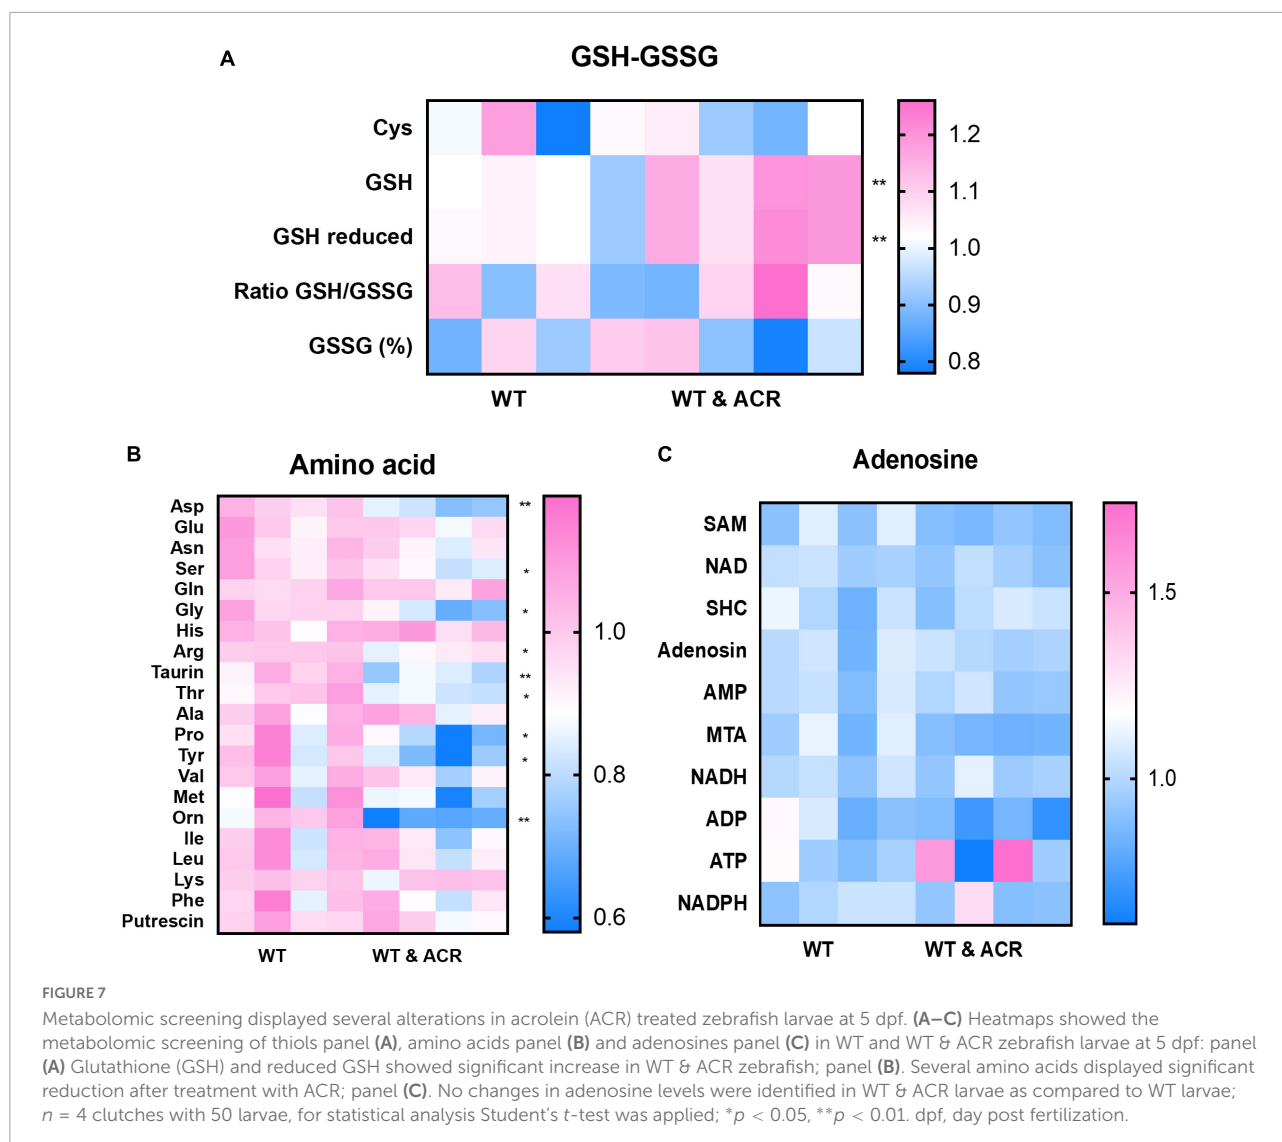 A
GSH-GSSG
Cys
GSH
GSH reduced
Ratio GSH/GSSG
GSSG (%)
**
**
1.2
1.1
1.0
0.9
0.8
WT
WT & ACR
B
Amino acid
Asp
Glu
Asn
Ser
Gln
Gly
His
Arg
Taurin
Thr
Ala
Pro
Tyr
Val
Met
Orn
Ile
Leu
Lys
Phe
Putrescin
**
*
*
*
**
*
*
*
**
1.0
0.8
0.6
WT
WT & ACR
C
Adenosine
SAM
NAD
SHC
Adenosin
AMP
MTA
NADH
ADP
ATP
NADPH
1.5
1.0
WT
WT & ACR
FIGURE 7
Metabolomic screening displayed several alterations in acrolein (ACR) treated zebrafish larvae at 5 dpf. (A–C) Heatmaps showed the
metabolomic screening of thiols panel (A), amino acids panel (B) and adenosines panel (C) in WT and WT & ACR zebrafish larvae at 5 dpf: panel
(A) Glutathione (GSH) and reduced GSH showed significant increase in WT & ACR zebrafish; panel (B). Several amino acids displayed significant
reduction after treatment with ACR; panel (C). No changes in adenosine levels were identified in WT & ACR larvae as compared to WT larvae;
n = 4 clutches with 50 larvae, for statistical analysis Student's t-test was applied; *p < 0.05, **p < 0.01. dpf, day post fertilization.